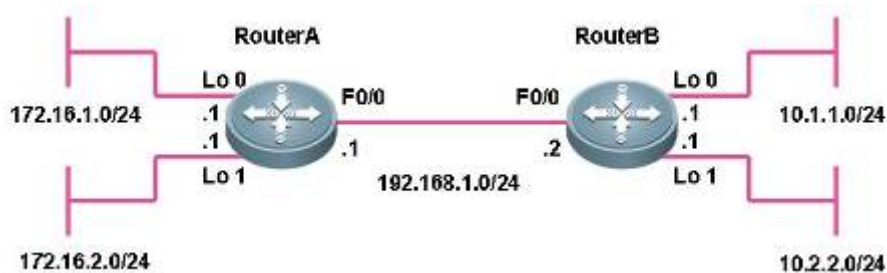 RouterA
RouterB
Lo 0
F0/0
F0/0
Lo 0
172.16.1.0/24
.1
.1
10.1.1.0/24
.1
.1
.2
.1
Lo 1
192.168.1.0/24
Lo 1
172.16.2.0/24
10.2.2.0/24